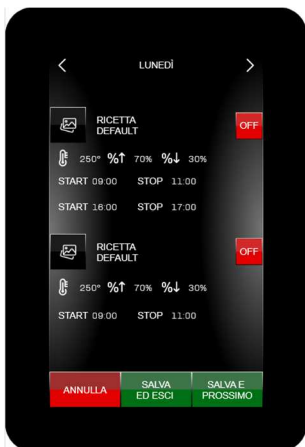 LUNEDÌ
RICETTA
DEFAULT
OFF
250° %↑ 70% %↓ 30%
START 09:00 STOP 11:00
START 16:00 STOP 17:00
RICETTA
DEFAULT
OFF
250° %↑ 70% %↓ 30%
START 09:00 STOP 11:00
ANNULLA
SALVA
ED ESCI
SALVA E
PROSSIMO